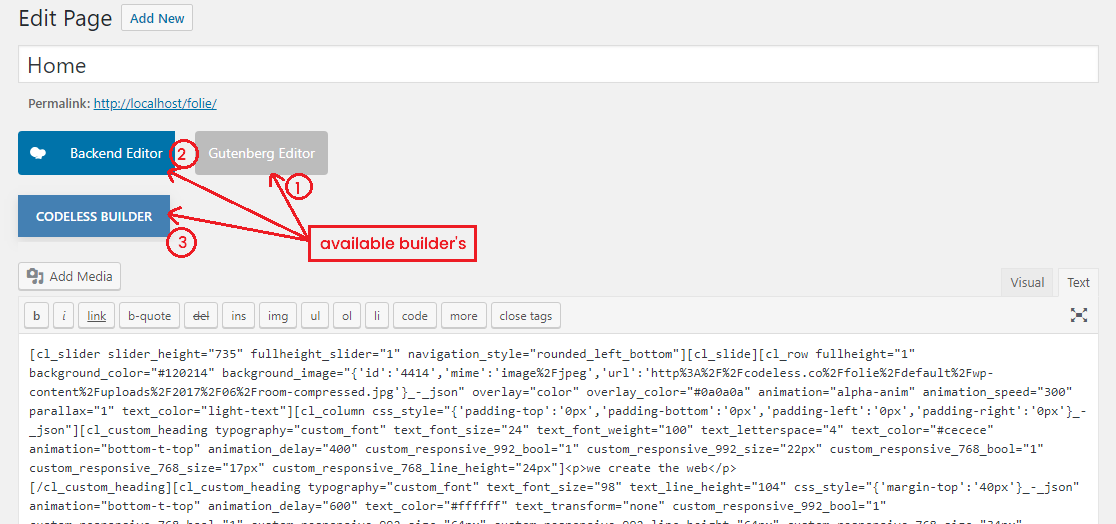 Edit Page Add New
Home
Permalink: http://localhost/folie/
Backend Editor 2 Gutenberg Editor
1
CODELESS BUILDER
3
available builder's
Add Media
Visual Text
b i link b-quote del ins img ul ol li code more close tags
[cl_slider slider_height="735" fullheight_slider="1" navigation_style="rounded_left_bottom"][cl_slide][cl_row fullheight="1"
background_color="#120214" background_image="{'id':'4414','mime':'image%2Fjpeg','url':'http%3A%2F%2Fcodeless.co%2Ffolie%2Fdefault%2Fwp-
content%2Fuploads%2F2017%2F06%2Froom-compressed.jpg'}_-_json" overlay="color" overlay_color="#0a0a0a" animation="alpha-anim" animation_speed="300"
parallax="1" text_color="light-text"][cl_column css_style="{'padding-top':'0px','padding-bottom':'0px','padding-left':'0px','padding-right':'0px'}_-
_json"][cl_custom_heading typography="custom_font" text_font_size="24" text_font_weight="100" text_letterspace="4" text_color="#cecece"
animation="bottom-t-top" animation_delay="400" custom_responsive_992_bool="1" custom_responsive_992_size="22px" custom_responsive_768_bool="1"
custom_responsive_768_size="17px" custom_responsive_768_line_height="24px"]<p>we create the web</p>
[/cl_custom_heading][cl_custom_heading typography="custom_font" text_font_size="98" text_line_height="104" css_style="{'margin-top':'40px'}_-_json"
animation="bottom-t-top" animation_delay="600" text_color="#ffffff" text_transform="none" custom_responsive_992_bool="1"
custom_responsive_992_size="64px" custom_responsive_992_line_height="64px" custom_responsive_768_bool="1" custom_responsive_768_size="34px"